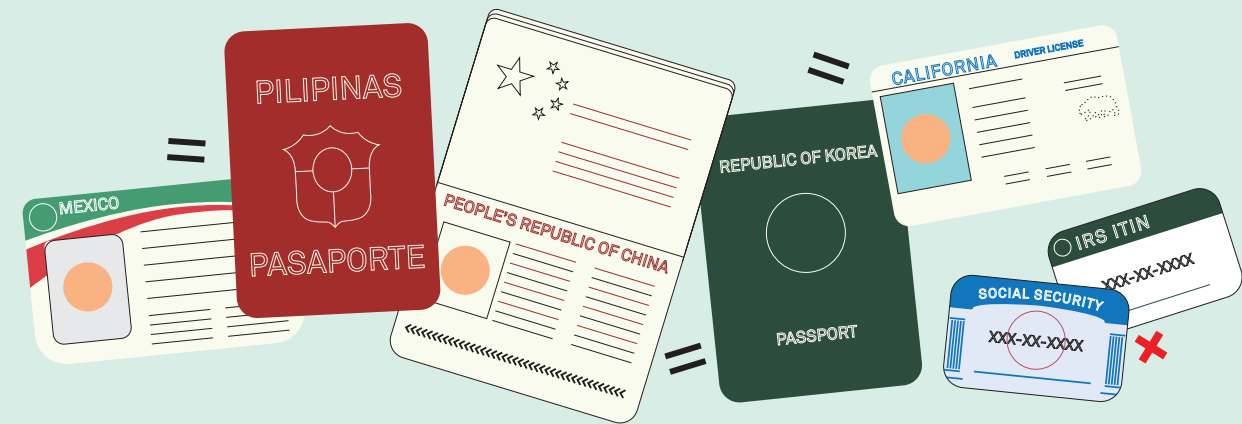 MEXICO
PILIPINAS
PASAPORTE
PEOPLE'S REPUBLIC OF CHINA
REPUBLIC OF KOREA
PASSPORT
CALIFORNIA
DRIVER LICENSE
IRS ITIN
XXX-XX-XXXX
SOCIAL SECURITY
XXX-XX-XXXX